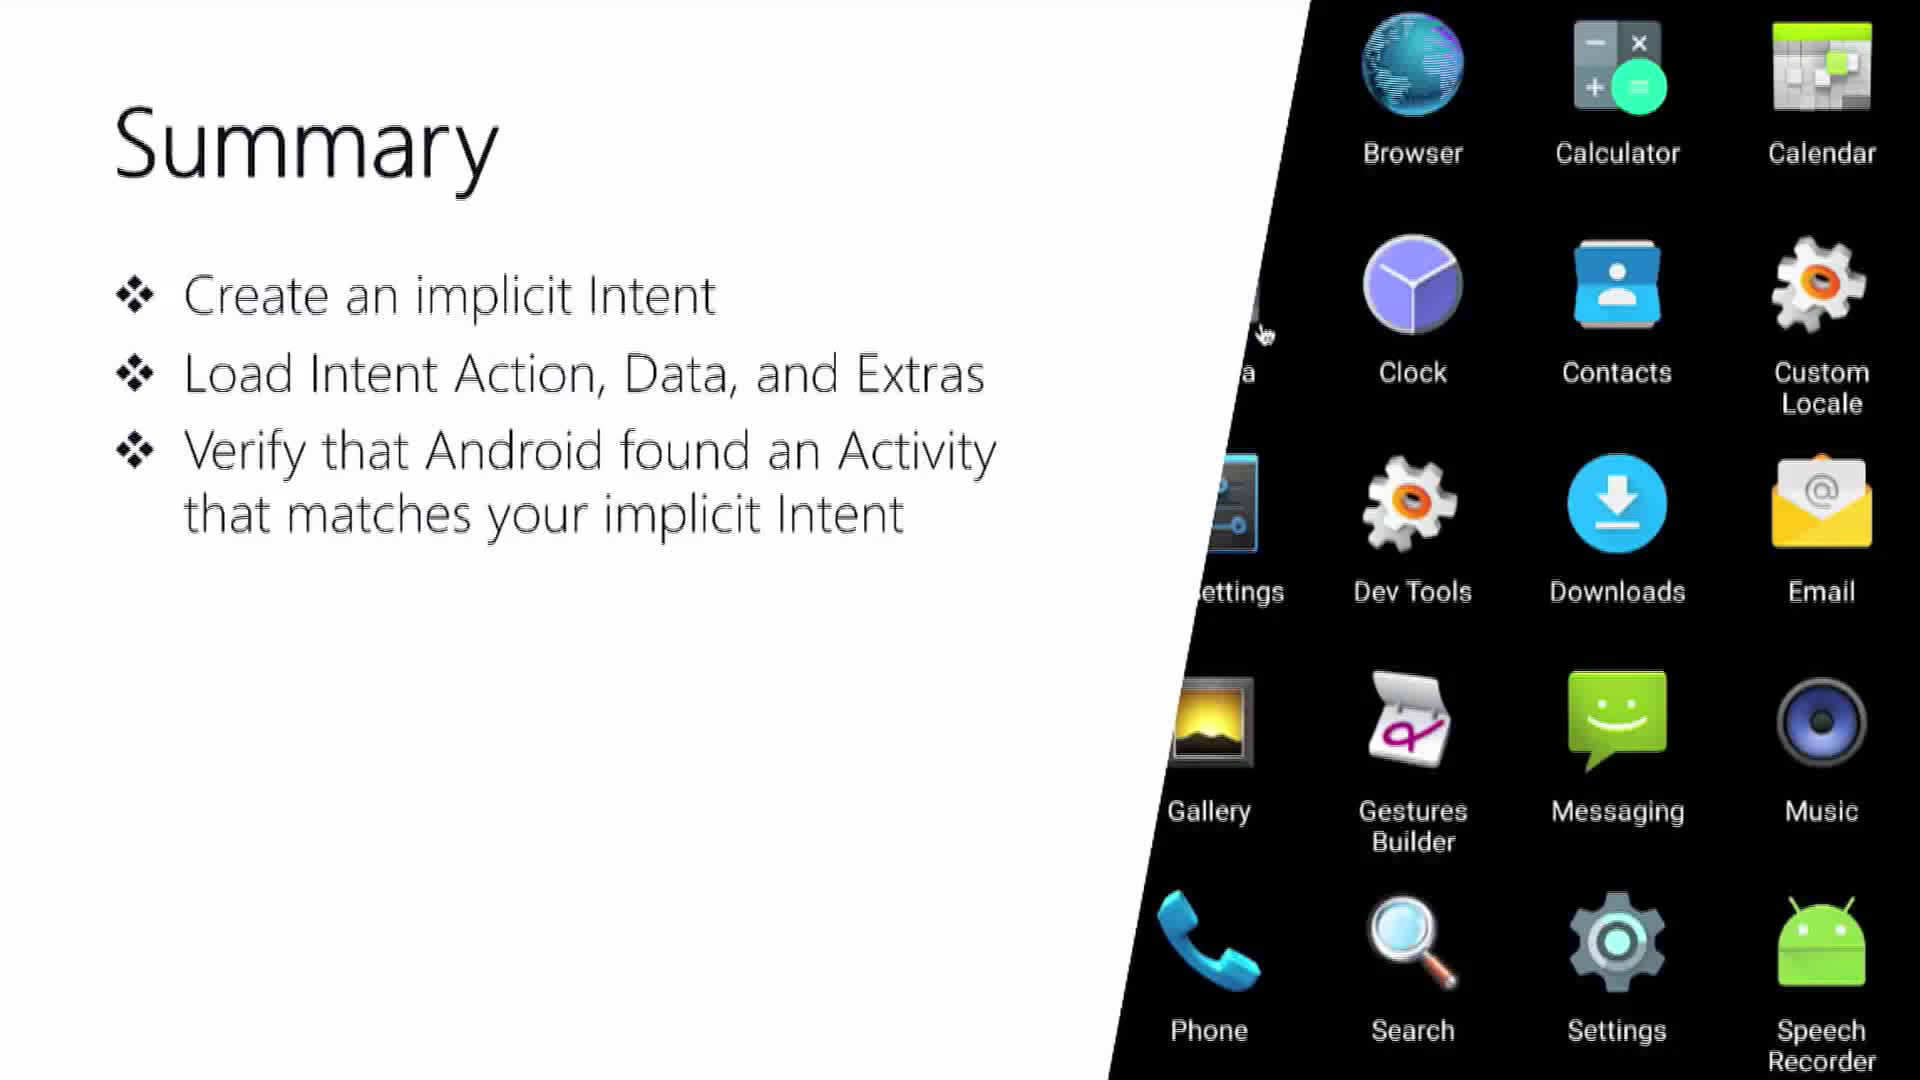 Summary
❖ Create an implicit Intent
❖ Load Intent Action, Data, and Extras
❖ Verify that Android found an Activity
that matches your implicit Intent
Browser
Calculator
Calendar
a
Clock
Contacts
Custom
Locale
ettings
Dev Tools
Downloads
Email
Gallery
Gestures
Builder
Messaging
Music
Phone
Search
Settings
Speech
Recorder